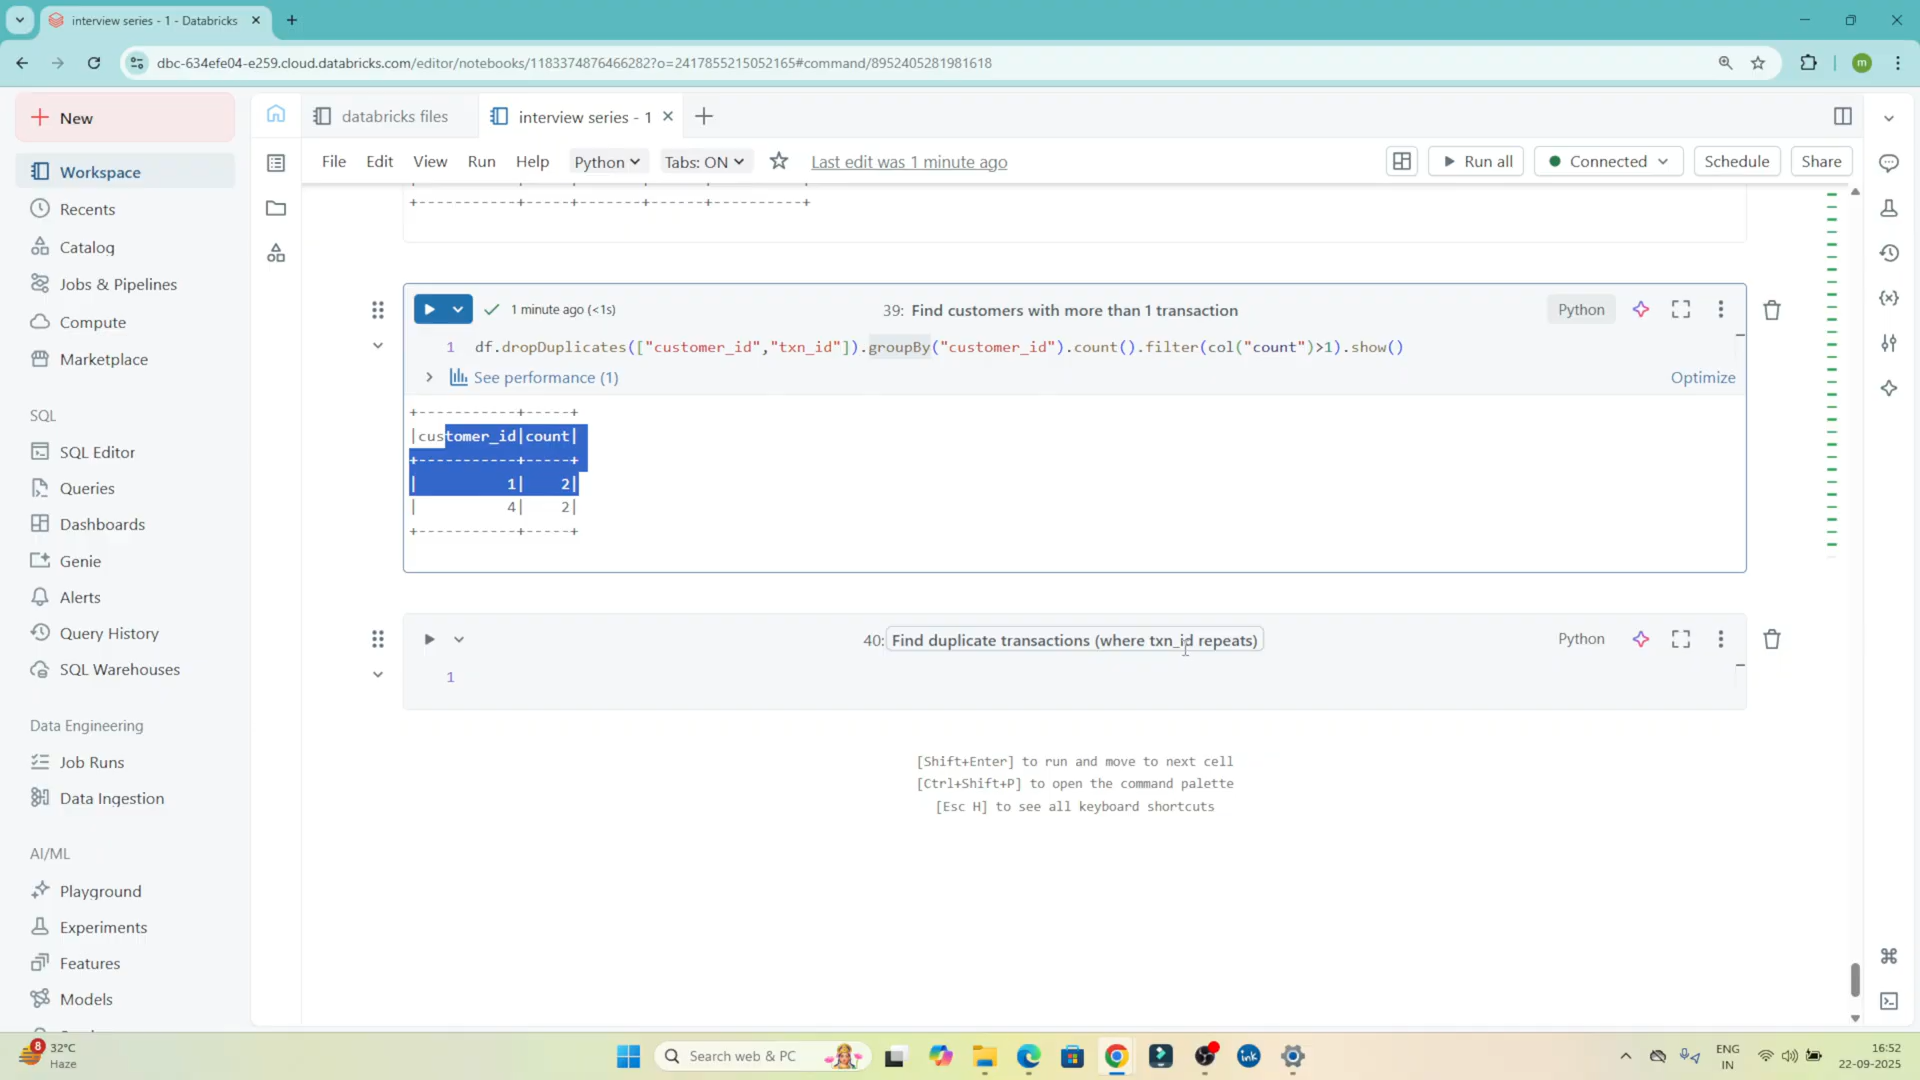 interview series - 1 - Databricks
dbc-634efe04-e259.cloud.databricks.com/editor/notebooks/1183374876466282?o=2417855215052165#command/8952405281981618
m
New
databricks files
interview series - 1
File Edit View Run Help Python Tabs: ON Last edit was 1 minute ago Run all Connected Schedule Share
Workspace
Recents
Catalog
Jobs & Pipelines
Compute
Marketplace
SQL
SQL Editor
Queries
Dashboards
Genie
Alerts
Query History
SQL Warehouses
Data Engineering
Job Runs
Data Ingestion
AI/ML
Playground
Experiments
Features
Models
+-----------+-----+-------+------+----------+
1 minute ago (<1s)
39: Find customers with more than 1 transaction
Python
1 df.dropDuplicates(["customer_id","txn_id"]).groupBy("customer_id").count().filter(col("count")>1).show()
See performance (1)
Optimize
+-----------+-----+
|customer_id|count|
+-----------+-----+
|          1|    2|
|          4|    2|
+-----------+-----+
40: Find duplicate transactions (where txn_id repeats)
Python
1
[Shift+Enter] to run and move to next cell
[Ctrl+Shift+P] to open the command palette
[Esc H] to see all keyboard shortcuts
8
32°C
Haze
Search web & PC
ink
ENG
IN
16:52
22-09-2025